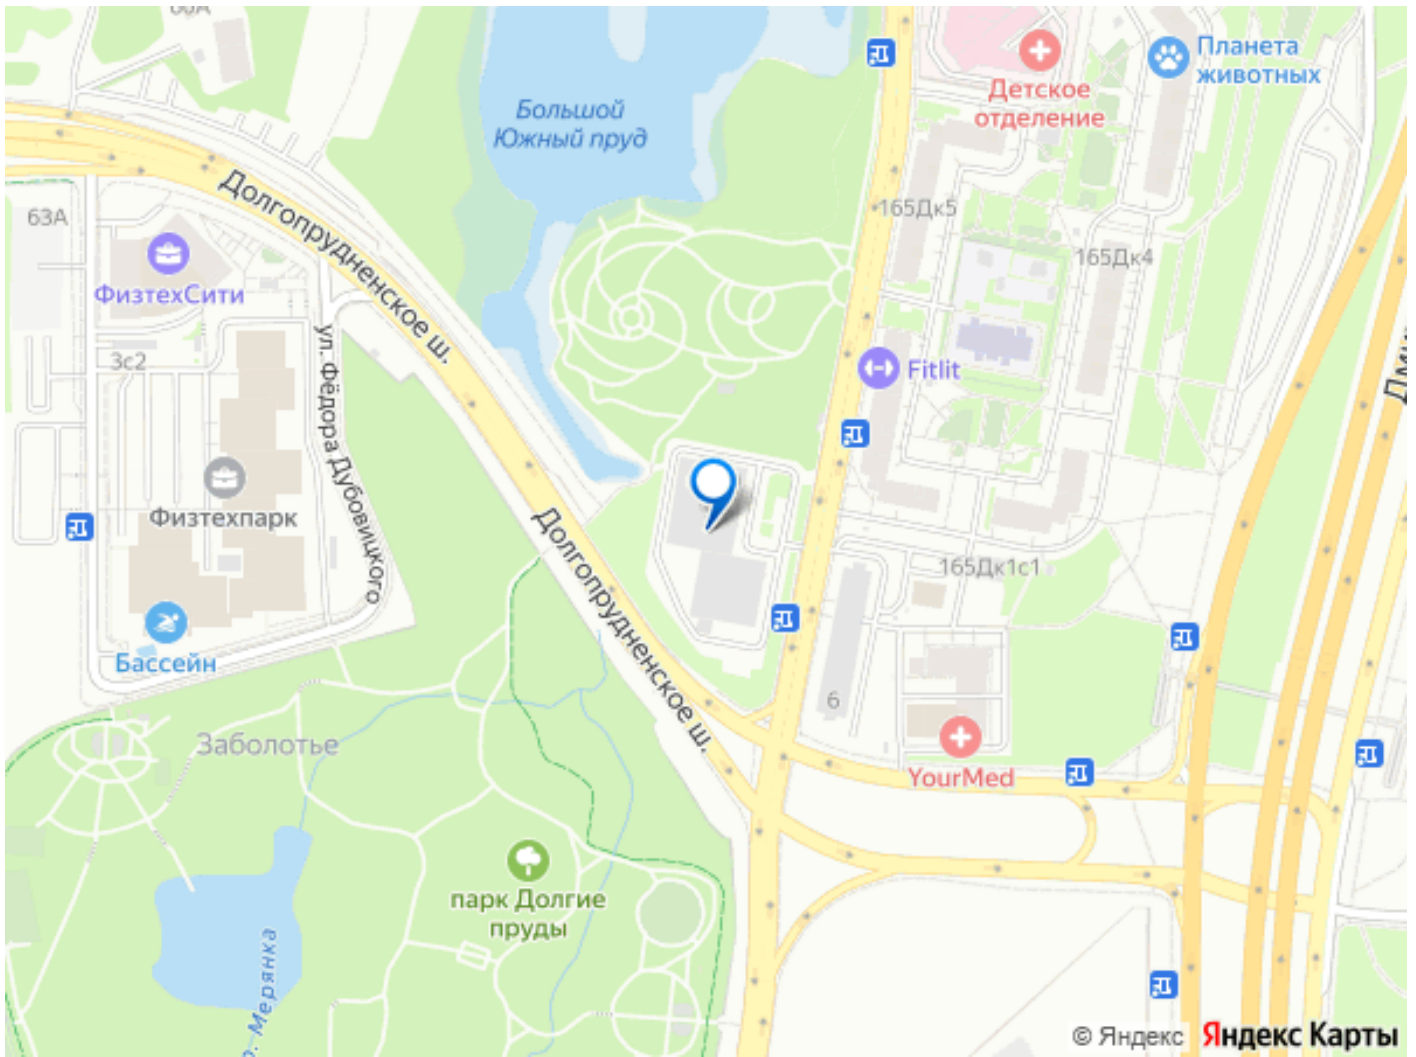 Большой
Южный пруд
Планета
животных
Детское
отделение
63А
Долгопрудненское ш.
165Дк5
165Дк4
ФизтехСити
3с2
ул. Фёдора Дубовицкого
Fitlit
Физтехпарк
Долгопрудненское ш.
165Дк1с1
Бассейн
6
Заболотье
YourMed
парк Долгие
пруды
р. Мерянка
© Яндекс Яндекс Карты